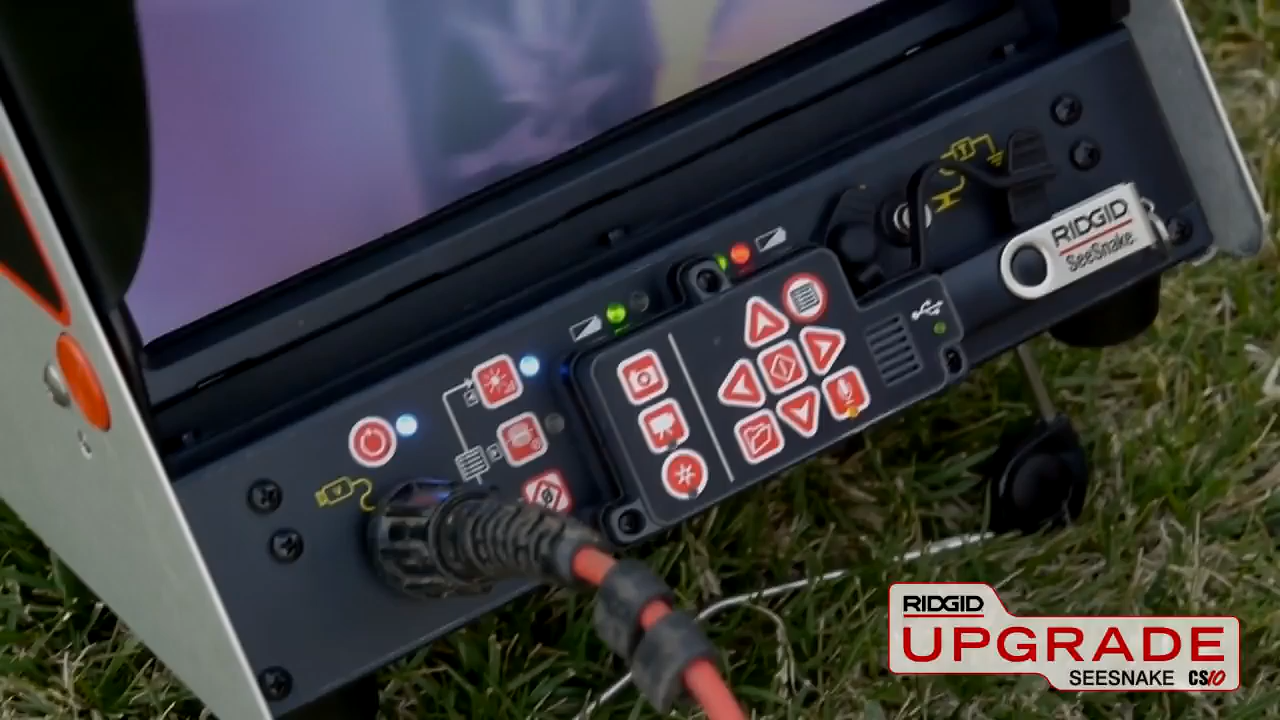 RIDGID
SeeSnake
RIDGID
UPGRADE
SEESNAKE CS10